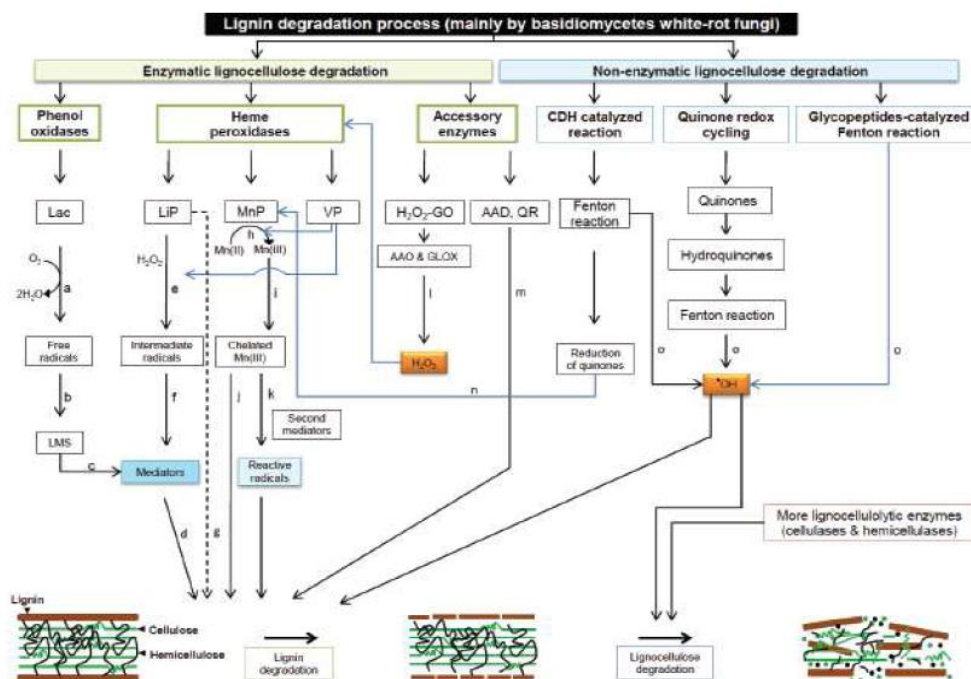 Lignin degradation process (mainly by basidiomycetes white-rot fungi)
Enzymatic lignocellulose degradation
Non-enzymatic lignocellulose degradation
Phenol
oxidases
Heme
peroxidases
Accessory
enzymes
CDH catalyzed
reaction
Quinone redox
cycling
Glycopeptides-catalyzed
Fenton reaction
Lac
LiP
MnP
VP
H₂O₂-GO
AAD, QR
Fenton
reaction
Quinones
h
Mn(II)
Mn(III)
O₂
2H₂O
a
H₂O₂
e
i
AAO & GLOX
l
m
Hydroquinones
Fenton reaction
Free
radicals
Intermediate
radicals
Chelated
Mn(III)
H₂O₂
Reduction
of quinones
o
o
o
•OH
n
b
f
j
k
Second
mediators
LMS
c
Mediators
Reactive
radicals
d
g
More lignocellulolytic enzymes
(cellulases & hemicellulases)
Lignin
Cellulose
Hemicellulose
Lignin
degradation
Lignocellulose
degradation